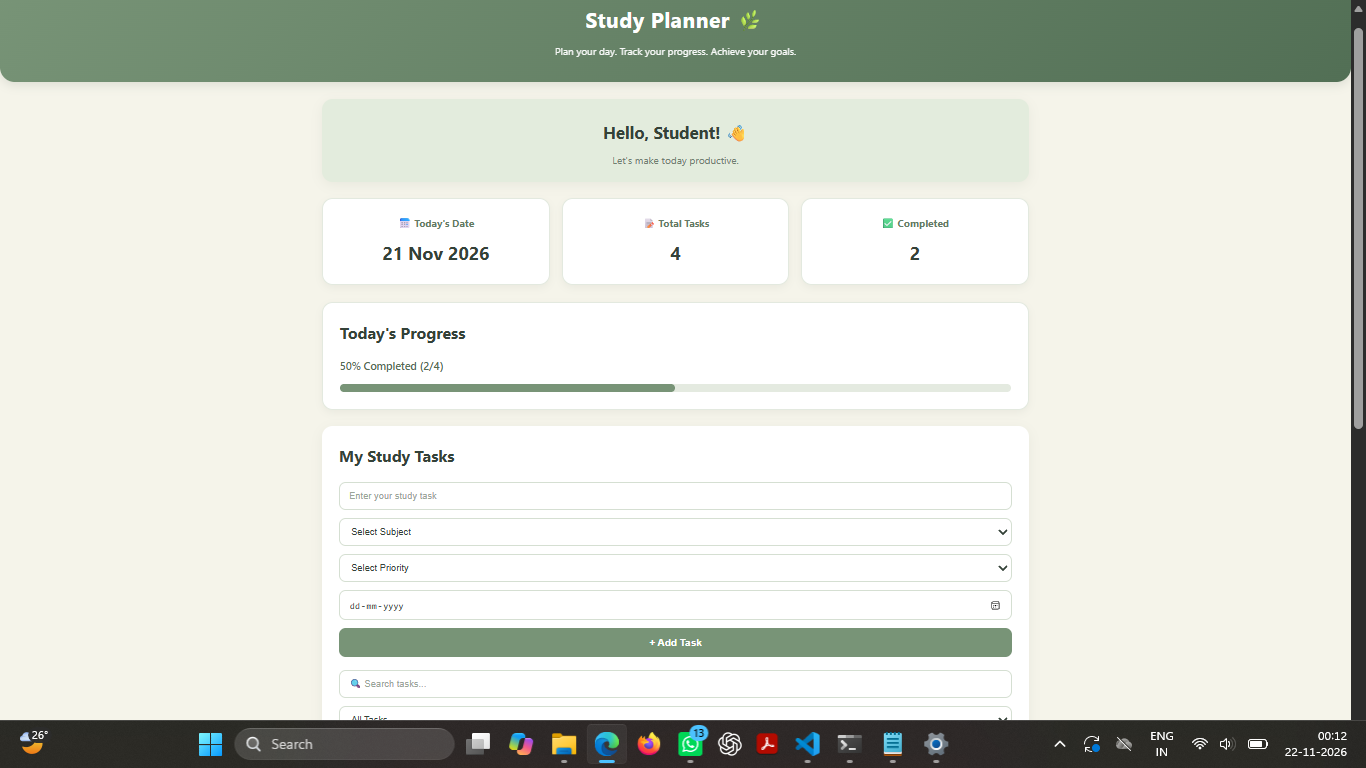 Study Planner
Plan your day. Track your progress. Achieve your goals.
Hello, Student!
Let's make today productive.
Today's Date
21 Nov 2026
Total Tasks
4
Completed
2
Today's Progress
50% Completed (2/4)
My Study Tasks
Enter your study task
Select Subject
Select Priority
dd-mm-yyyy
+ Add Task
Search tasks...
All Tasks
26°
Search
13
ENG
IN
00:12
22-11-2026